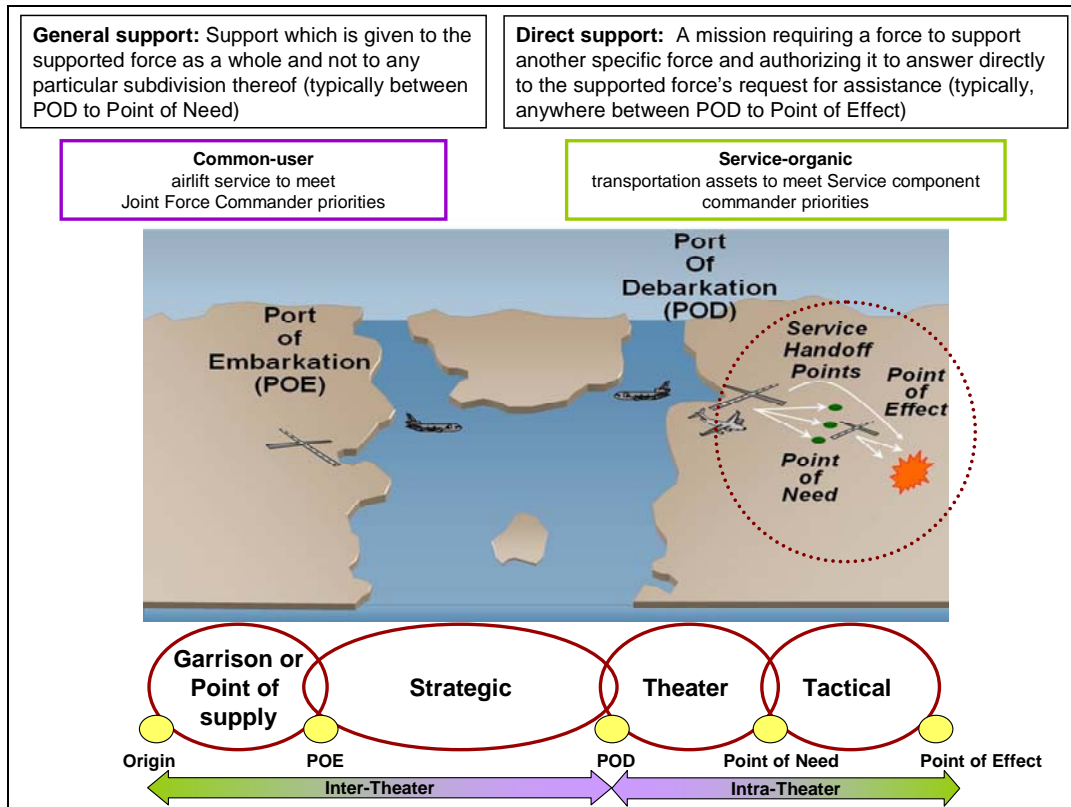 General support: Support which is given to the
supported force as a whole and not to any
particular subdivision thereof (typically between
POD to Point of Need)
Direct support: A mission requiring a force to support
another specific force and authorizing it to answer directly
to the supported force's request for assistance (typically,
anywhere between POD to Point of Effect)
Common-user
airlift service to meet
Joint Force Commander priorities
Service-organic
transportation assets to meet Service component
commander priorities
Port
of
Embarkation
(POE)
Port
Of
Debarkation
(POD)
Service
Handoff
Points
Point
of
Effect
Point
of
Need
Garrison or
Point of
supply
Strategic
Theater
Tactical
Origin
POE
POD
Point of Need
Point of Effect
Inter-Theater
Intra-Theater